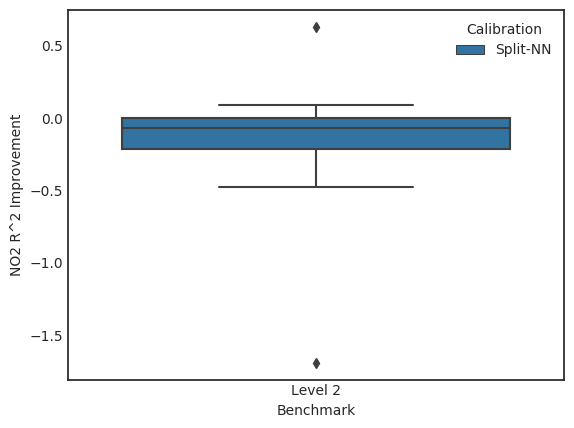 Calibration
Split-NN
NO2 R^2 Improvement
0.5
0.0
−0.5
−1.0
−1.5
Level 2
Benchmark